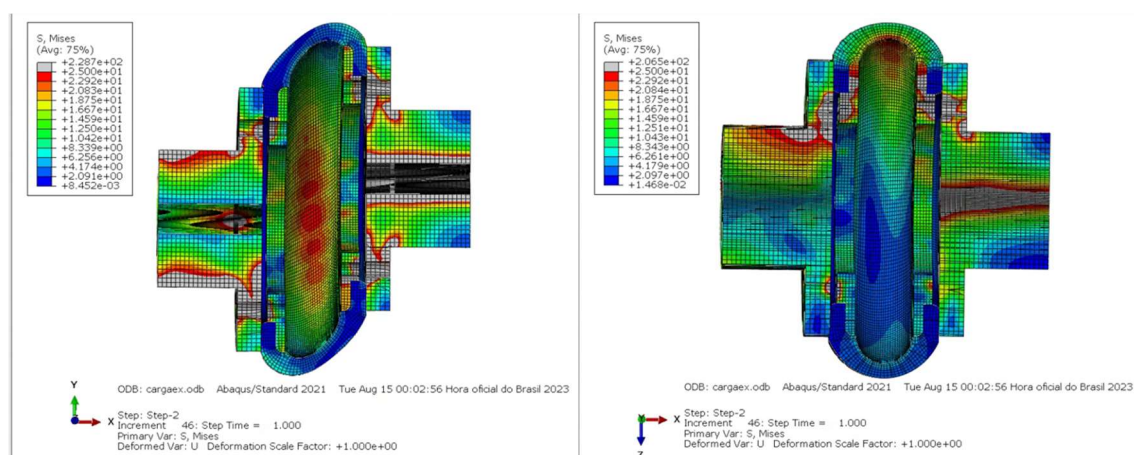 S, Mises
(Avg: 75%)
+2.287e+02
+2.500e+01
+2.292e+01
+2.083e+01
+1.875e+01
+1.667e+01
+1.459e+01
+1.250e+01
+1.042e+01
+8.339e+00
+6.256e+00
+4.174e+00
+2.091e+00
+8.452e-03
Y
X
ODB: cargaex.odb Abaqus/Standard 2021 Tue Aug 15 00:02:56 Hora oficial do Brasil 2023
Step: Step-2
Increment 46: Step Time = 1.000
Primary Var: S, Mises
Deformed Var: U Deformation Scale Factor: +1.000e+00
S, Mises
(Avg: 75%)
+2.065e+02
+2.500e+01
+2.292e+01
+2.084e+01
+1.875e+01
+1.668e+01
+1.459e+01
+1.251e+01
+1.043e+01
+8.343e+00
+6.261e+00
+4.179e+00
+2.097e+00
+1.468e-02
X
Z
ODB: cargaex.odb Abaqus/Standard 2021 Tue Aug 15 00:02:56 Hora oficial do Brasil 2023
Step: Step-2
Increment 46: Step Time = 1.000
Primary Var: S, Mises
Deformed Var: U Deformation Scale Factor: +1.000e+00